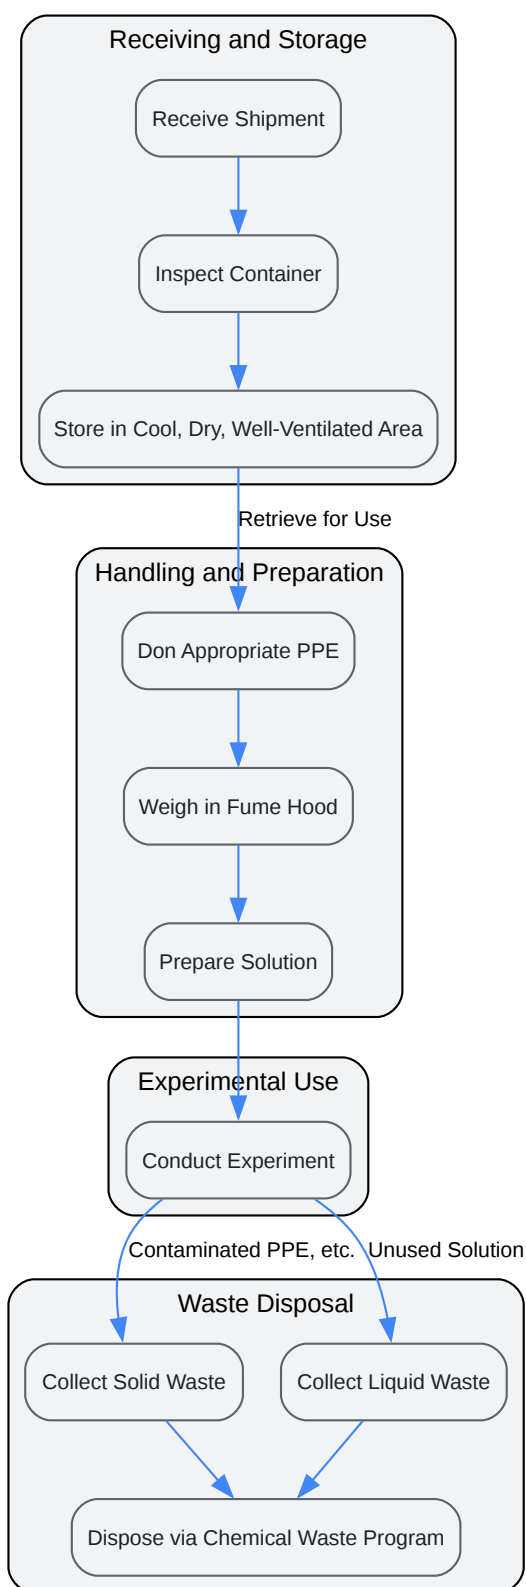 Receiving and Storage
Receive Shipment
Inspect Container
Store in Cool, Dry, Well-Ventilated Area
Retrieve for Use
Handling and Preparation
Don Appropriate PPE
Weigh in Fume Hood
Prepare Solution
Experimental Use
Conduct Experiment
Contaminated PPE, etc.
Unused Solution
Waste Disposal
Collect Solid Waste
Collect Liquid Waste
Dispose via Chemical Waste Program